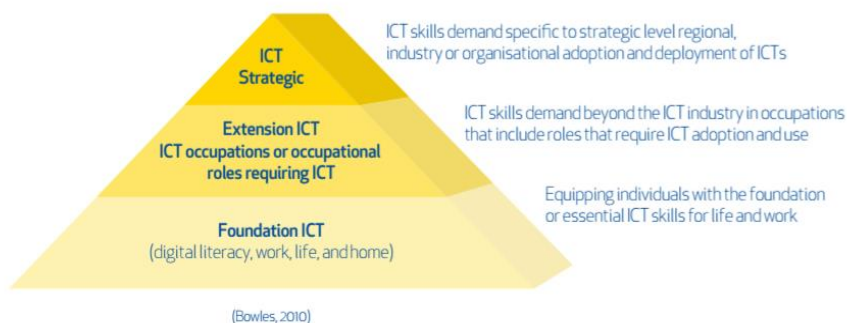 ICT
Strategic
ICT skills demand specific to strategic level regional,
industry or organisational adoption and deployment of ICTs
Extension ICT
ICT occupations or occupational
roles requiring ICT
ICT skills demand beyond the ICT industry in occupations
that include roles that require ICT adoption and use
Foundation ICT
(digital literacy, work, life, and home)
Equipping individuals with the foundation
or essential ICT skills for life and work
(Bowles, 2010)